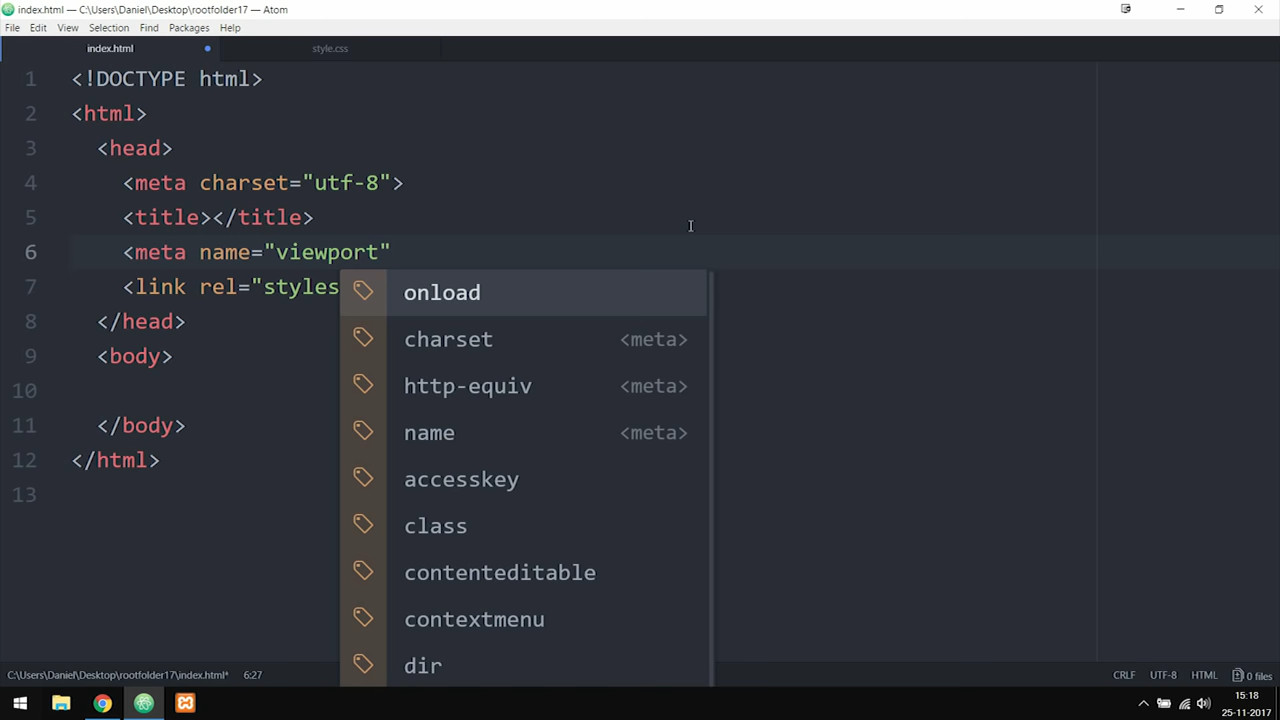 index.html — C:\Users\Daniel\Desktop\rootfolder17 — Atom
File Edit View Selection Find Packages Help
index.html style.css
1 <!DOCTYPE html>
2 <html>
3 <head>
4 <meta charset="utf-8">
5 <title></title>
6 <meta name="viewport"
7 <link rel="styles
8 </head>
9 <body>
10
11 </body>
12 </html>
13
onload
charset <meta>
http-equiv <meta>
name <meta>
accesskey
class
contenteditable
contextmenu
dir
C:\Users\Daniel\Desktop\rootfolder17\index.html* 6:27 CRLF UTF-8 HTML 0 files
15:18
25-11-2017